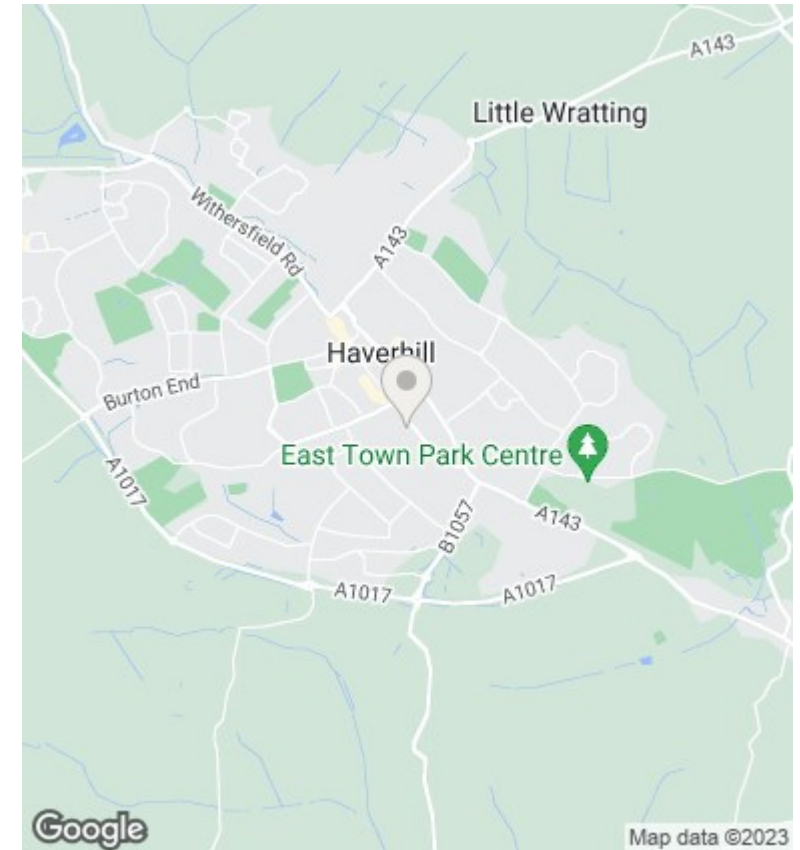 A143
Little Wratting
Withersfield Rd
A143
Haverhill
Burton End
East Town Park Centre
A1017
A143
B1057
A1017
A1017
Google
Map data ©2023